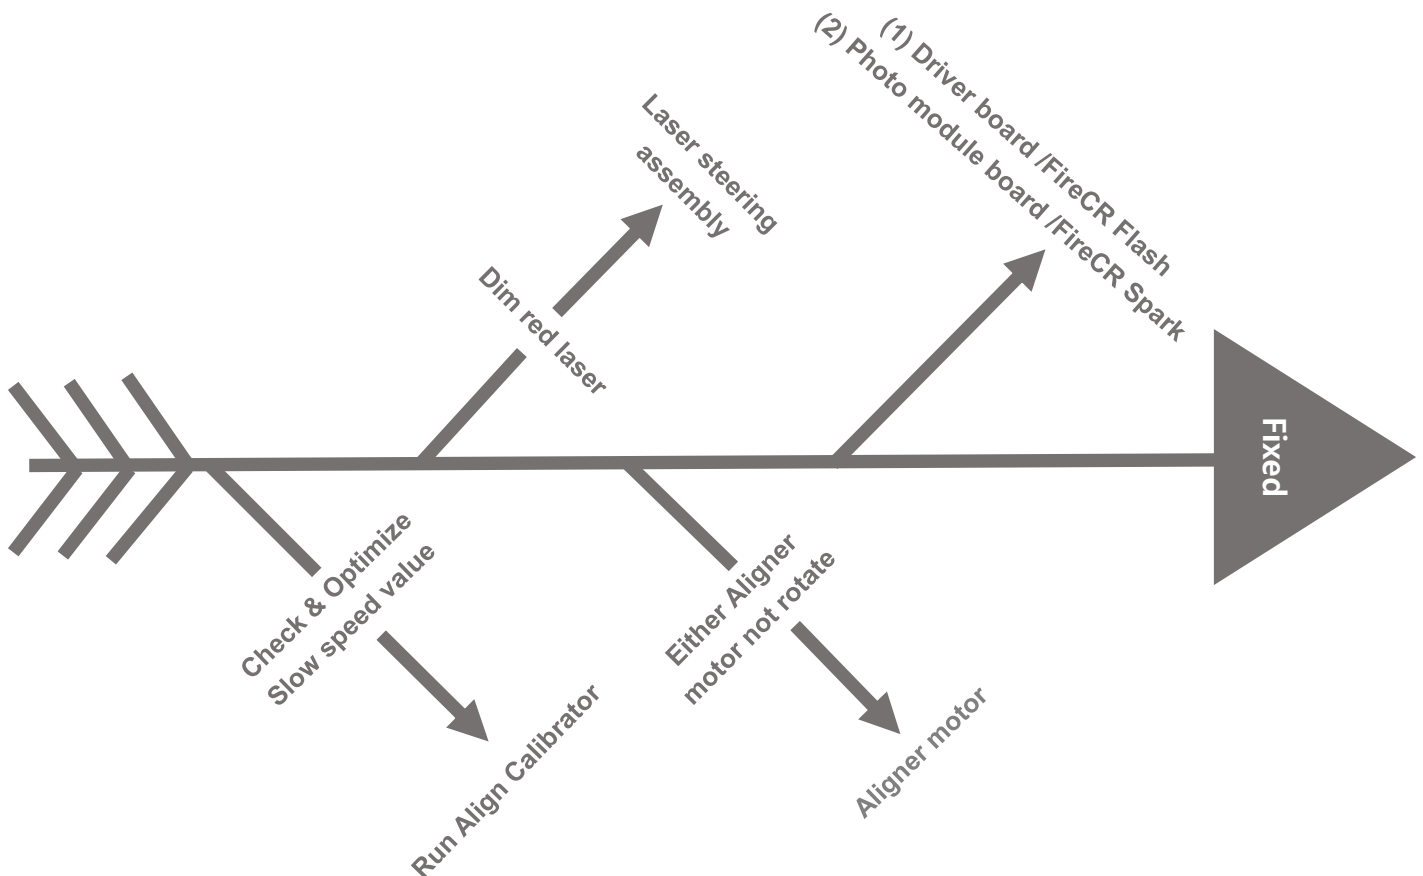 (1) Driver board /FireCR Flash
(2) Photo module board /FireCR Spark
Laser steering
assembly
Dim red laser
Fixed
Check & Optimize
Slow speed value
Run Align Calibrator
Either Aligner
motor not rotate
Aligner motor